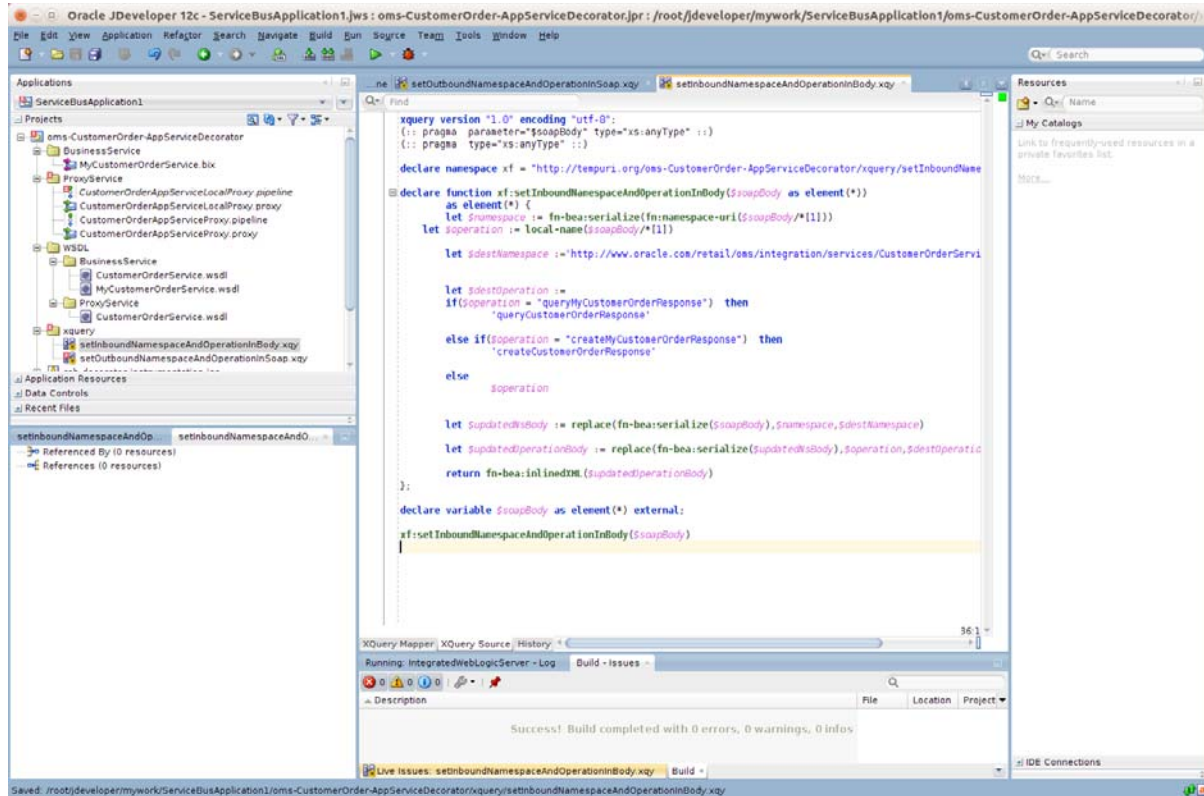 Oracle JDeveloper 12c - ServiceBusApplication1.jws : oms-CustomerOrder-AppServiceDecorator.jpr : /root/jdeveloper/mywork/ServiceBusApplication1/oms-CustomerOrder-AppServiceDecorator/
File Edit View Application Refactor Search Navigate Build Run Source Team Tools Window Help
Search
Applications
ServiceBusApplication1
Projects
oms-CustomerOrder-AppServiceDecorator
BusinessService
MyCustomerOrderService.bix
ProxyService
CustomerOrderAppServiceLocalProxy.pipeline
CustomerOrderAppServiceLocalProxy.proxy
CustomerOrderAppServiceProxy.pipeline
CustomerOrderAppServiceProxy.proxy
WSDL
BusinessService
CustomerOrderService.wsdl
MyCustomerOrderService.wsdl
ProxyService
CustomerOrderService.wsdl
xquery
setInboundNamespaceAndOperationInBody.xqy
setOutboundNamespaceAndOperationInSoap.xqy
Application Resources
Data Controls
Recent Files
setInboundNamespaceAndOp... setInboundNamespaceAndO...
Referenced By (0 resources)
References (0 resources)
...ne setOutboundNamespaceAndOperationInSoap.xqy setInboundNamespaceAndOperationInBody.xqy
Find
xquery version "1.0" encoding "utf-8";
(:: pragma parameter="$soapBody" type="xs:anyType" ::)
(:: pragma type="xs:anyType" ::)
declare namespace xf = "http://tempuri.org/oms-CustomerOrder-AppServiceDecorator/xquery/setInboundName
declare function xf:setInboundNamespaceAndOperationInBody($soapBody as element(*))
as element(*) {
let $namespace := fn-bea:serialize(fn:namespace-uri($soapBody/*[1]))
let $operation := local-name($soapBody/*[1])
let $destNamespace :='http://www.oracle.com/retail/oms/integration/services/CustomerOrderServi
let $destOperation :=
if($operation = "queryMyCustomerOrderResponse") then
'queryCustomerOrderResponse'
else if($operation = "createMyCustomerOrderResponse") then
'createCustomerOrderResponse'
else
$operation
let $updatedNsBody := replace(fn-bea:serialize($soapBody),$namespace,$destNamespace)
let $updatedOperationBody := replace(fn-bea:serialize($updatedNsBody),$operation,$destOperatic
return fn-bea:inlinedXML($updatedOperationBody)
};
declare variable $soapBody as element(*) external;
xf:setInboundNamespaceAndOperationInBody($soapBody)
36:1
XQuery Mapper XQuery Source History
Running: IntegratedWebLogicServer - Log Build - Issues
0 0 0
Description File Location Project
Success! Build completed with 0 errors, 0 warnings, 0 infos
Live Issues: setInboundNamespaceAndOperationInBody.xqy Build
Resources
Name
My Catalogs
Link to frequently-used resources in a
private favorites list.
More...
IDE Connections
Saved: /root/jdeveloper/mywork/ServiceBusApplication1/oms-CustomerOrder-AppServiceDecorator/xquery/setInboundNamespaceAndOperationInBody.xqy